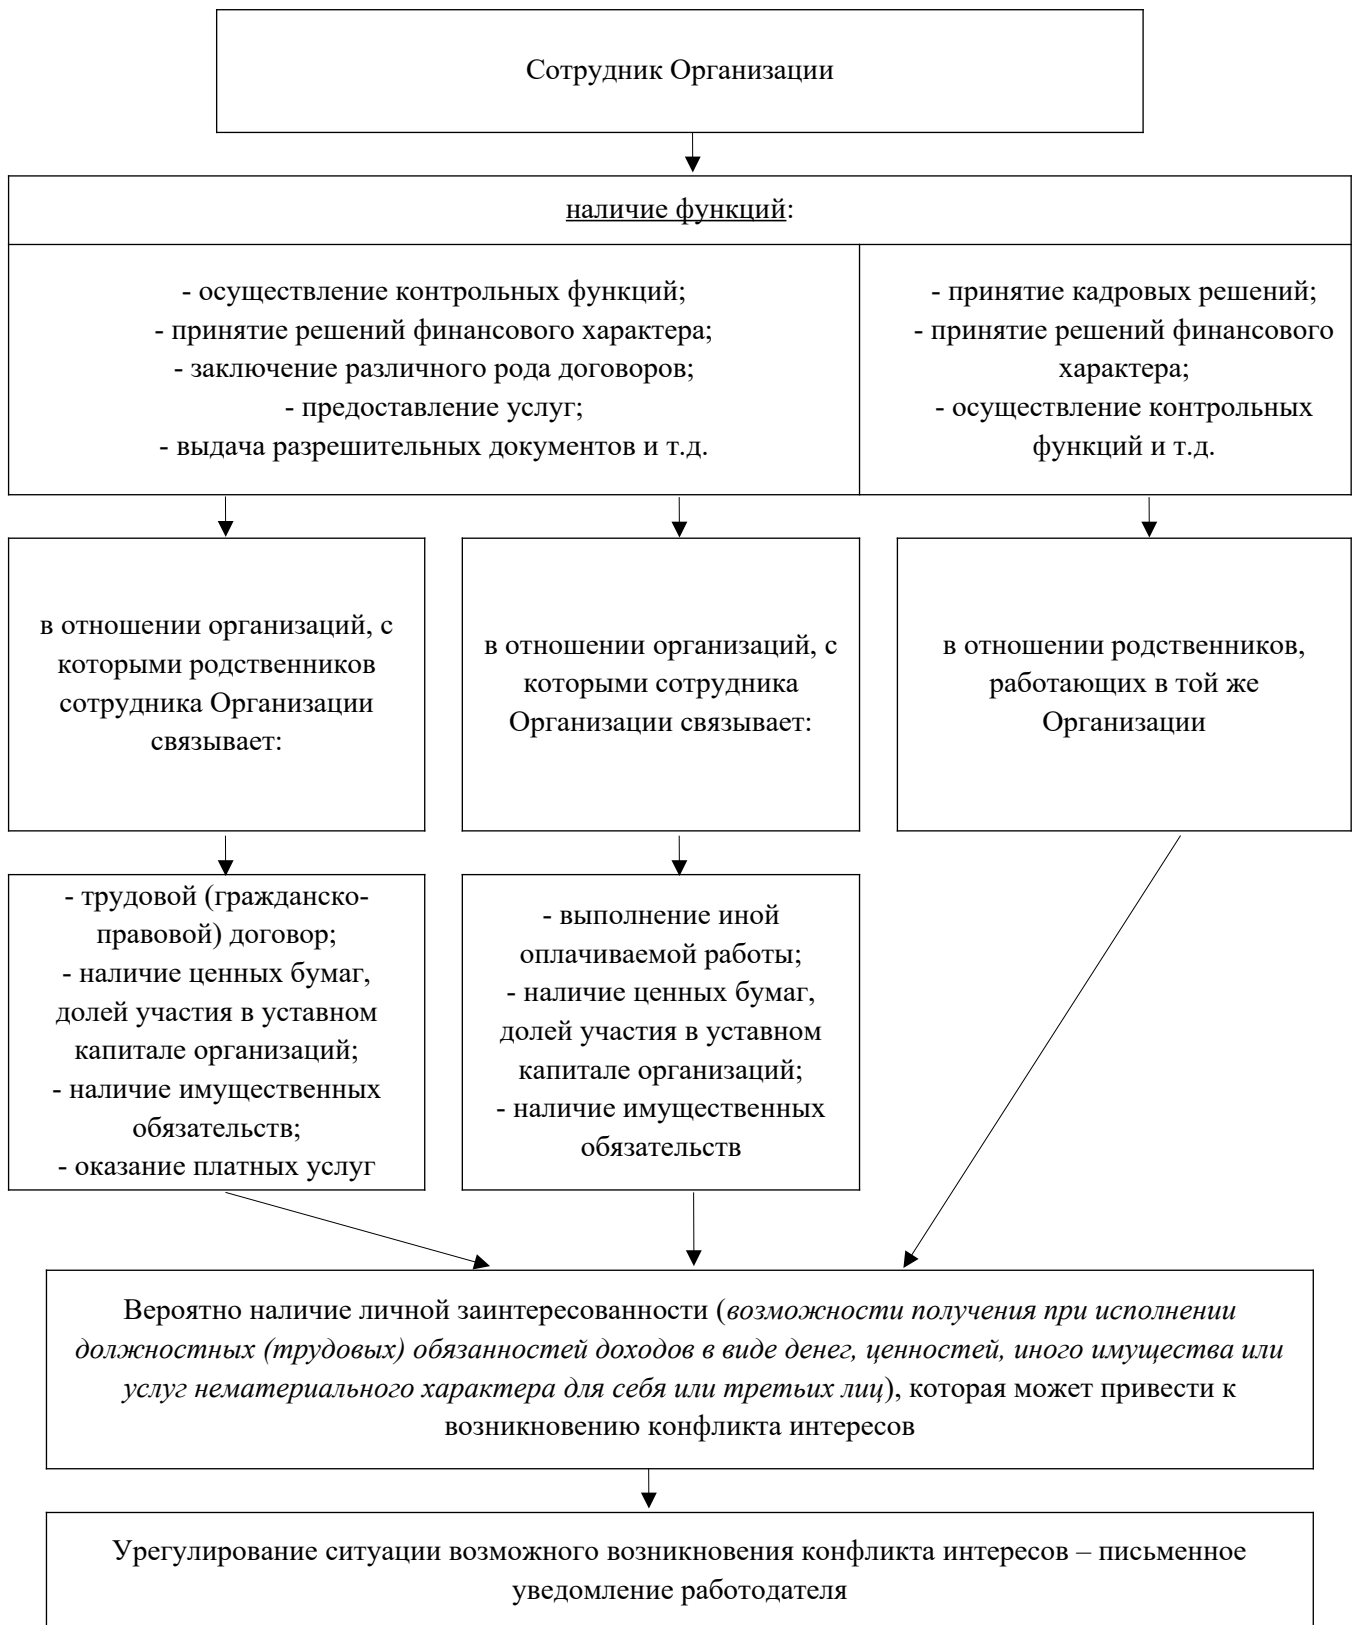 Сотрудник Организации
наличие функций:
- осуществление контрольных функций;
- принятие решений финансового характера;
- заключение различного рода договоров;
- предоставление услуг;
- выдача разрешительных документов и т.д.
- принятие кадровых решений;
- принятие решений финансового
характера;
- осуществление контрольных
функций и т.д.
в отношении организаций, с
которыми родственников
сотрудника Организации
связывает:
в отношении организаций, с
которыми сотрудника
Организации связывает:
в отношении родственников,
работающих в той же
Организации
- трудовой (гражданско-
правовой) договор;
- наличие ценных бумаг,
долей участия в уставном
капитале организаций;
- наличие имущественных
обязательств;
- оказание платных услуг
- выполнение иной
оплачиваемой работы;
- наличие ценных бумаг,
долей участия в уставном
капитале организаций;
- наличие имущественных
обязательств
Вероятно наличие личной заинтересованности (возможности получения при исполнении
должностных (трудовых) обязанностей доходов в виде денег, ценностей, иного имущества или
услуг нематериального характера для себя или третьих лиц), которая может привести к
возникновению конфликта интересов
Урегулирование ситуации возможного возникновения конфликта интересов – письменное
уведомление работодателя